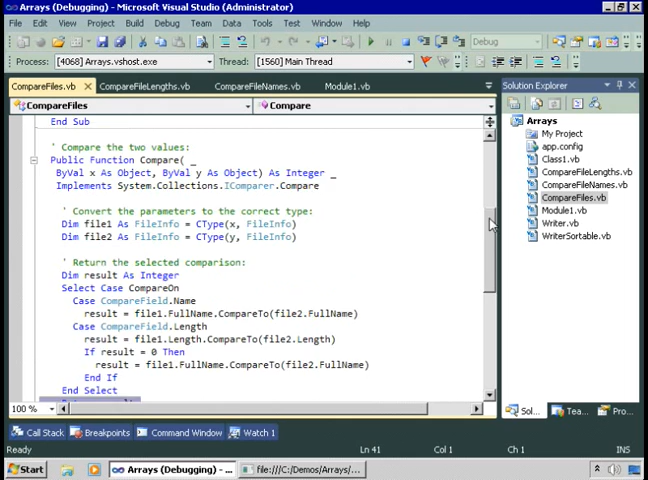 Arrays (Debugging) - Microsoft Visual Studio (Administrator)
File Edit View Project Build Debug Team Data Tools Test Window Help
Debug
Process: [4068] Arrays.vshost.exe [1560] Main Thread
CompareFiles.vb CompareFileLengths.vb CompareFileNames.vb Module1.vb
CompareFiles Compare
End Sub
' Compare the two values:
Public Function Compare( _
ByVal x As Object, ByVal y As Object) As Integer _
Implements System.Collections.IComparer.Compare
' Convert the parameters to the correct type:
Dim file1 As FileInfo = CType(x, FileInfo)
Dim file2 As FileInfo = CType(y, FileInfo)
' Return the selected comparison:
Dim result As Integer
Select Case CompareOn
Case CompareField.Name
result = file1.FullName.CompareTo(file2.FullName)
Case CompareField.Length
result = file1.Length.CompareTo(file2.Length)
If result = 0 Then
result = file1.FullName.CompareTo(file2.FullName)
End If
End Select
100 %
Solution Explorer
Arrays
My Project
app.config
Class1.vb
CompareFileLengths.vb
CompareFileNames.vb
CompareFiles.vb
Module1.vb
Writer.vb
WriterSortable.vb
Sol... Tea... Pro...
Call Stack Breakpoints Command Window Watch 1
Ready Ln 41 Col 1 Ch 1 INS
Start Arrays (Debugging) - ... file:///C:/Demos/Arrays/...